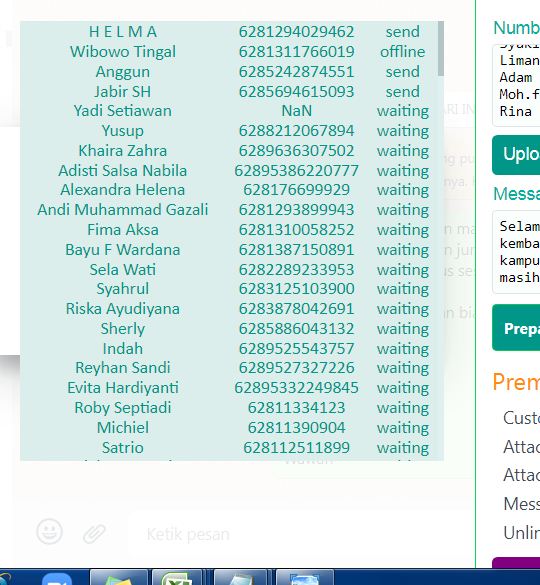 H E L M A 6281294029462 send
Wibowo Tingal 6281311766019 offline
Anggun 6285242874551 send
Jabir SH 6285694615093 send
Yadi Setiawan NaN waiting
Yusup 6288212067894 waiting
Khaira Zahra 6289636307502 waiting
Adisti Salsa Nabila 62895386220777 waiting
Alexandra Helena 628176699929 waiting
Andi Muhammad Gazali 6281293899943 waiting
Fima Aksa 6281310058252 waiting
Bayu F Wardana 6281387150891 waiting
Sela Wati 6282289233953 waiting
Syahrul 6283125103900 waiting
Riska Ayudiyana 6283878042691 waiting
Sherly 6285886043132 waiting
Indah 6289525543757 waiting
Reyhan Sandi 6289527327226 waiting
Evita Hardiyanti 62895332249845 waiting
Roby Septiadi 62811334123 waiting
Michiel 62811390904 waiting
Satrio 628112511899 waiting
Ketik pesan
Numb
Liman
Adam
Moh.f
Rina
Uplo
Messa
Selam
kemba
kampu
masih
Prepa
Prem
Custo
Attac
Attac
Mess
Unlin